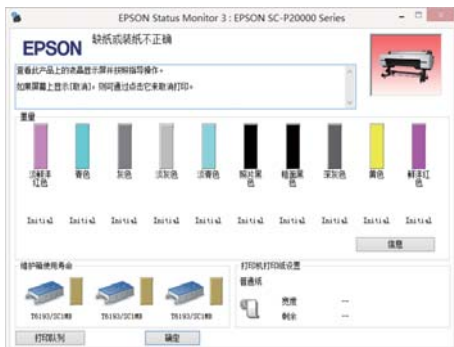 EPSON Status Monitor 3 : EPSON SC-P20000 Series
EPSON
缺纸或装纸不正确
查看此产品上的液晶显示屏并按照指导操作。
如果屏幕上显示[取消]，则可通过点击它来取消打印。
墨量
淡鲜洋红色
青色
灰色
淡灰色
淡青色
照片黑色
粗面黑色
深灰色
黄色
鲜洋红色
Initial Initial Initial Initial Initial Initial Initial Initial Initial Initial
信息
维护箱使用寿命
T6193/SC1MB T6193/SC1MB T6193/SC1MB
打印机打印纸设置
普通纸
宽度 --
剩余 --
打印队列
确定